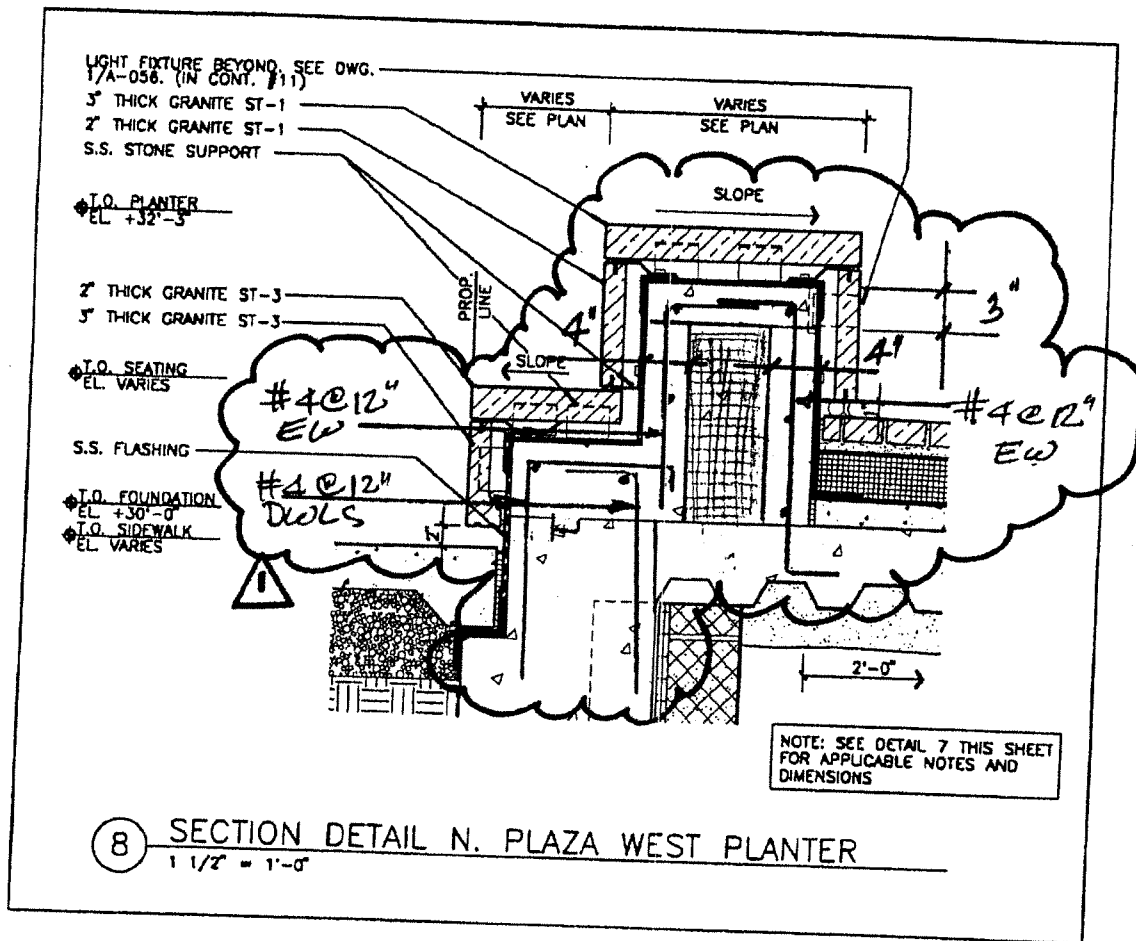 LIGHT FIXTURE BEYOND. SEE DWG.
1/A-056. (IN CONT. #11)
3" THICK GRANITE ST-1
2" THICK GRANITE ST-1
S.S. STONE SUPPORT
T.O. PLANTER
EL. +32'-3"
2" THICK GRANITE ST-3
3" THICK GRANITE ST-3
T.O. SEATING
EL. VARIES
S.S. FLASHING
T.O. FOUNDATION
EL. +30'-0"
T.O. SIDEWALK
EL. VARIES
VARIES
SEE PLAN
VARIES
SEE PLAN
SLOPE
PROP.
LINE
SLOPE
4"
4"
3"
#4@12"
EW
#4@12"
DWLS
#4@12"
EW
2"
1
2'-0"
NOTE: SEE DETAIL 7 THIS SHEET
FOR APPLICABLE NOTES AND
DIMENSIONS
8 SECTION DETAIL N. PLAZA WEST PLANTER
1 1/2" = 1'-0"